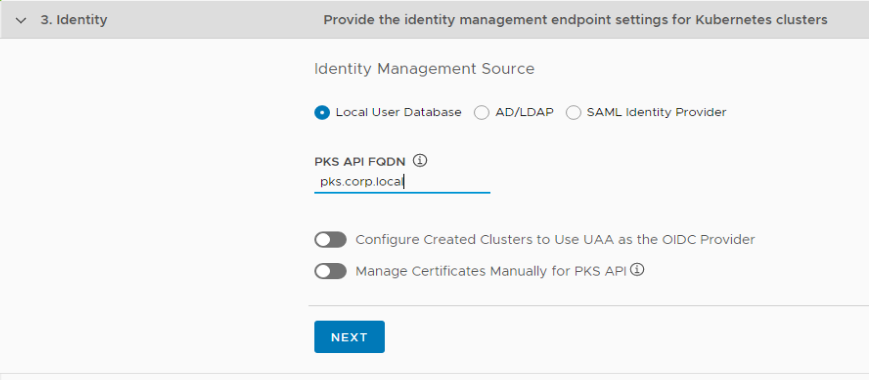 3. Identity
Provide the identity management endpoint settings for Kubernetes clusters
Identity Management Source
Local User Database
AD/LDAP
SAML Identity Provider
PKS API FQDN
pks.corp.local
Configure Created Clusters to Use UAA as the OIDC Provider
Manage Certificates Manually for PKS API
NEXT